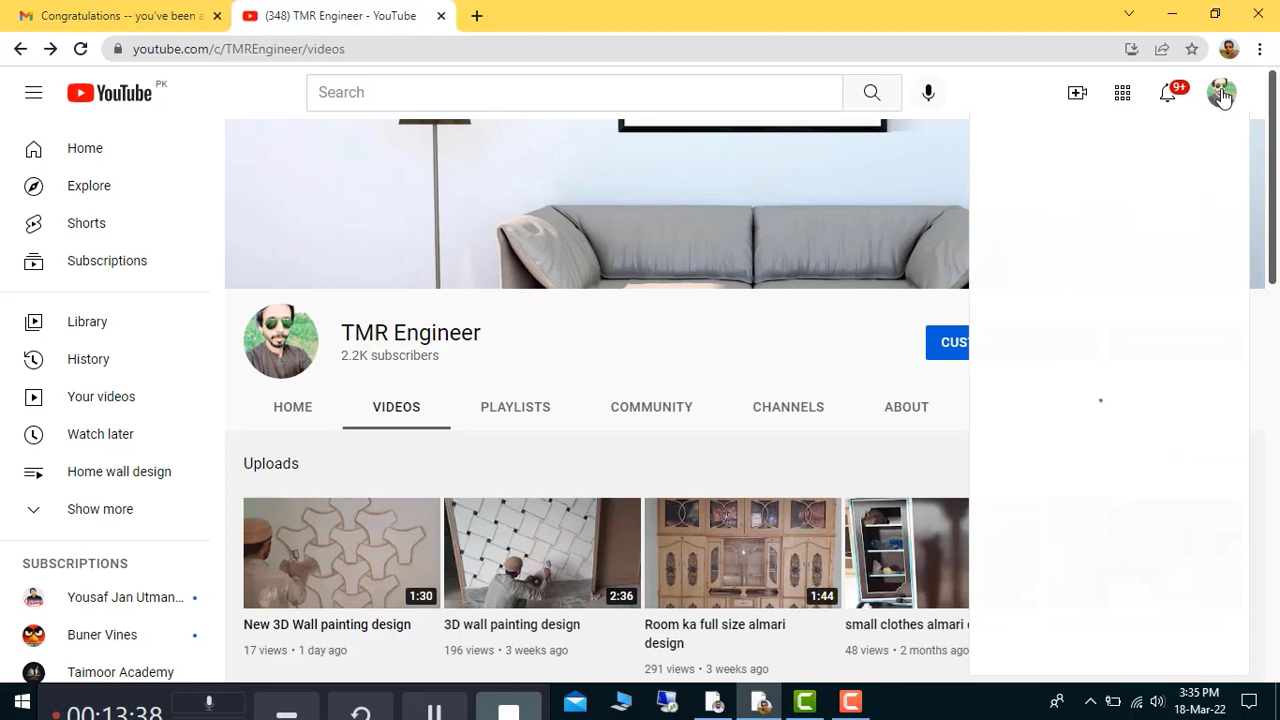 Congratulations -- you've been a
(348) TMR Engineer - YouTube
youtube.com/c/TMREngineer/videos
YouTube PK
Search
9+
Home
Explore
Shorts
Subscriptions
Library
History
Your videos
Watch later
Home wall design
Show more
SUBSCRIPTIONS
Yousaf Jan Utman...
Buner Vines
Taimoor Academy
TMR Engineer
2.2K subscribers
CUST
HOME
VIDEOS
PLAYLISTS
COMMUNITY
CHANNELS
ABOUT
Uploads
1:30
2:36
1:44
New 3D Wall painting design
17 views • 1 day ago
3D wall painting design
196 views • 3 weeks ago
Room ka full size almari
design
291 views • 3 weeks ago
small clothes almari
48 views • 2 months ago
00:13:38
3:35 PM
18-Mar-22